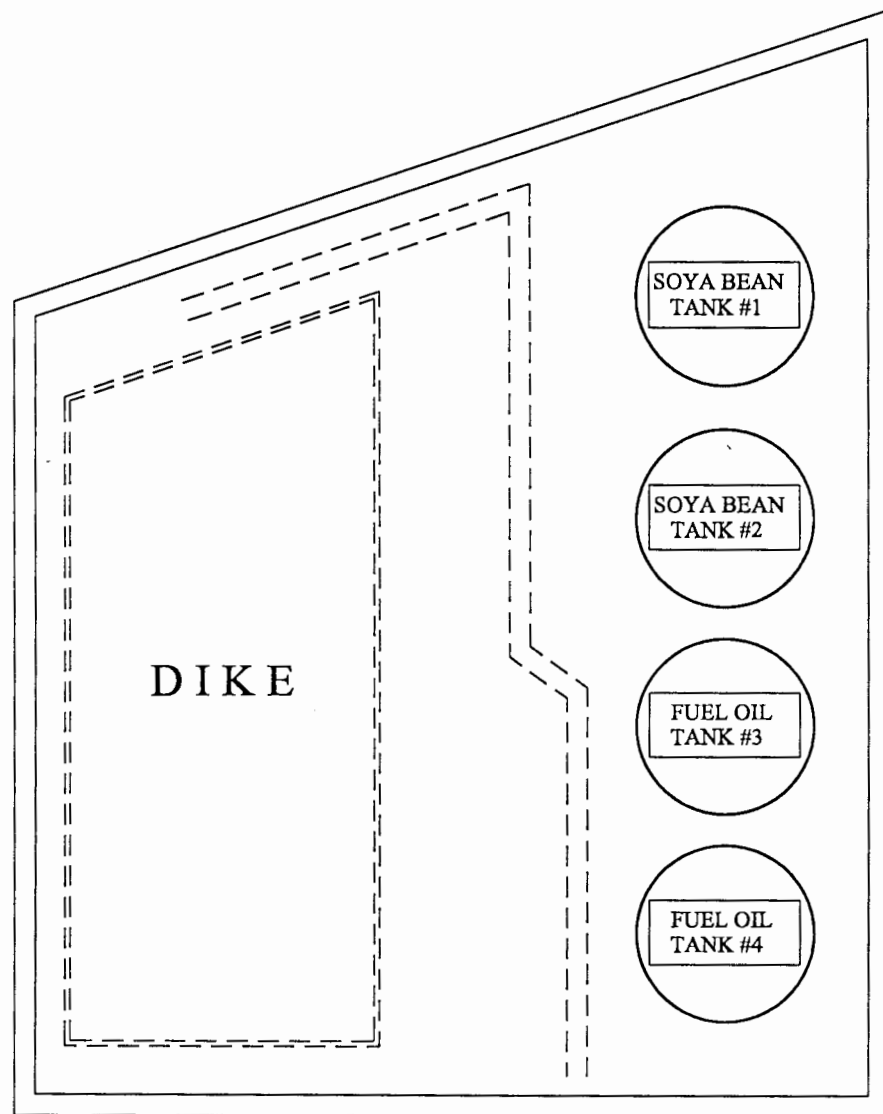 SOYA BEAN
TANK #1
SOYA BEAN
TANK #2
DIKE
FUEL OIL
TANK #3
FUEL OIL
TANK #4